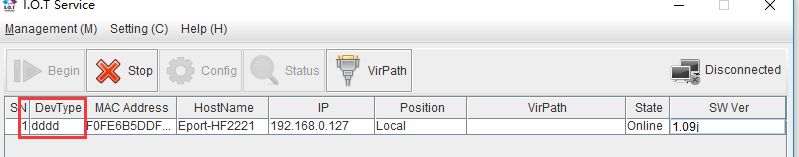 I.O.T Service
Management (M) Setting (C) Help (H)
Begin Stop Config Status VirPath Disconnected
SN DevType MAC Address HostName IP Position VirPath State SW Ver
1 dddd F0FE6B5DDF... Eport-HF2221 192.168.0.127 Local Online 1.09j